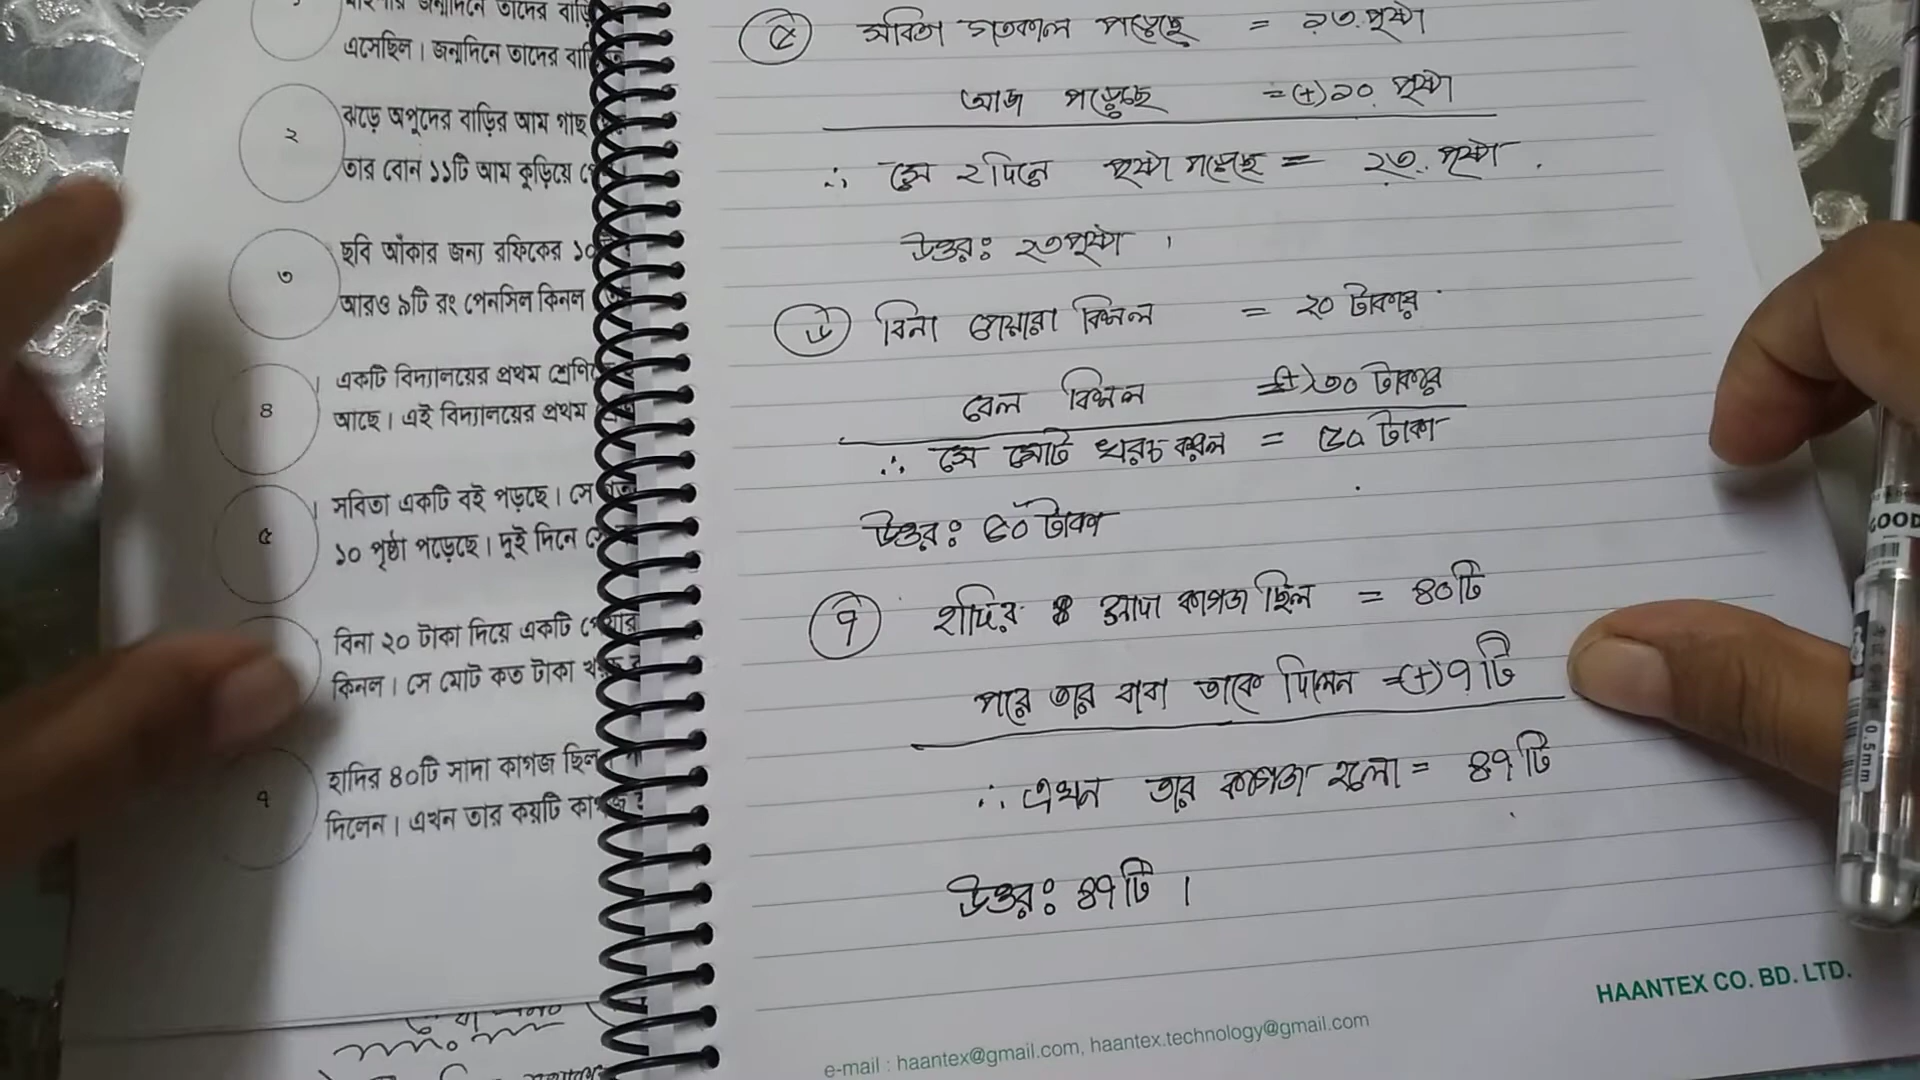 এসেছিল। জন্মদিনে তাদের
২
ঝড়ে অপুদের বাড়ির আম গাছ
তার বোন ১১টি আম কুড়িয়ে
৩
ছবি আঁকার জন্য রফিকের ১০
আরও ৯টি রং পেনসিল কিনল
৪
একটি বিদ্যালয়ের প্রথম
আছে। এই বিদ্যালয়ের প্রথম
৫
সবিতা একটি বই পড়ছে। সে
১০ পৃষ্ঠা পড়েছে। দুই দিনে
বিনা ২০ টাকা দিয়ে একটি
কিনল। সে মোট কত টাকা
৭
হাদির ৪০টি সাদা কাগজ ছিল
দিলেন। এখন তার কয়টি
৫ সবিতা গতকাল পড়েছে = ১৩ পৃষ্ঠা
আজ পড়েছে =(+)১০ পৃষ্ঠা
∴ সে ২দিনে পৃষ্ঠা পড়েছে = ২৩ পৃষ্ঠা
উত্তর: ২৩পৃষ্ঠা।
৬ বিনা পেয়ারা কিনল = ২০ টাকার
বেল কিনল =(+)৩০ টাকার
∴ সে মোট খরচ করল = ৫০ টাকা
উত্তর: ৫০ টাকা
৭ হাদির সাদা কাগজ ছিল = ৪০টি
পরে তার বাবা তাকে দিলেন =(+)৭টি
∴ এখন তার কাগজ হলো = ৪৭টি
উত্তর: ৪৭টি।
HAANTEX CO. BD. LTD.
e-mail : haantex@gmail.com, haantex.technology@gmail.com
GOOD
0.5mm